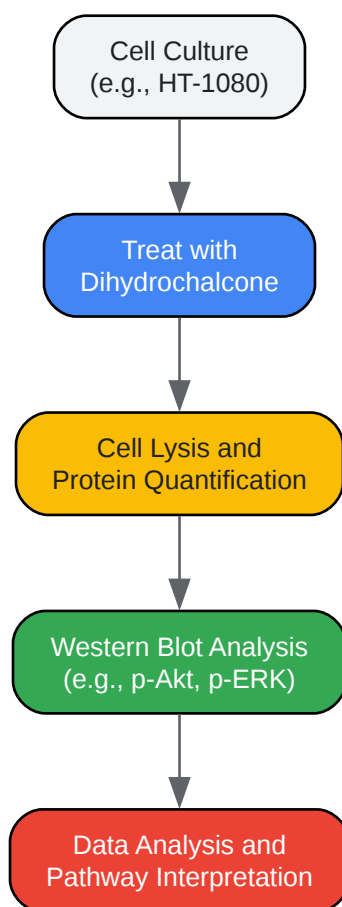 Cell Culture
(e.g., HT-1080)
Treat with
Dihydrochalcone
Cell Lysis and
Protein Quantification
Western Blot Analysis
(e.g., p-Akt, p-ERK)
Data Analysis and
Pathway Interpretation